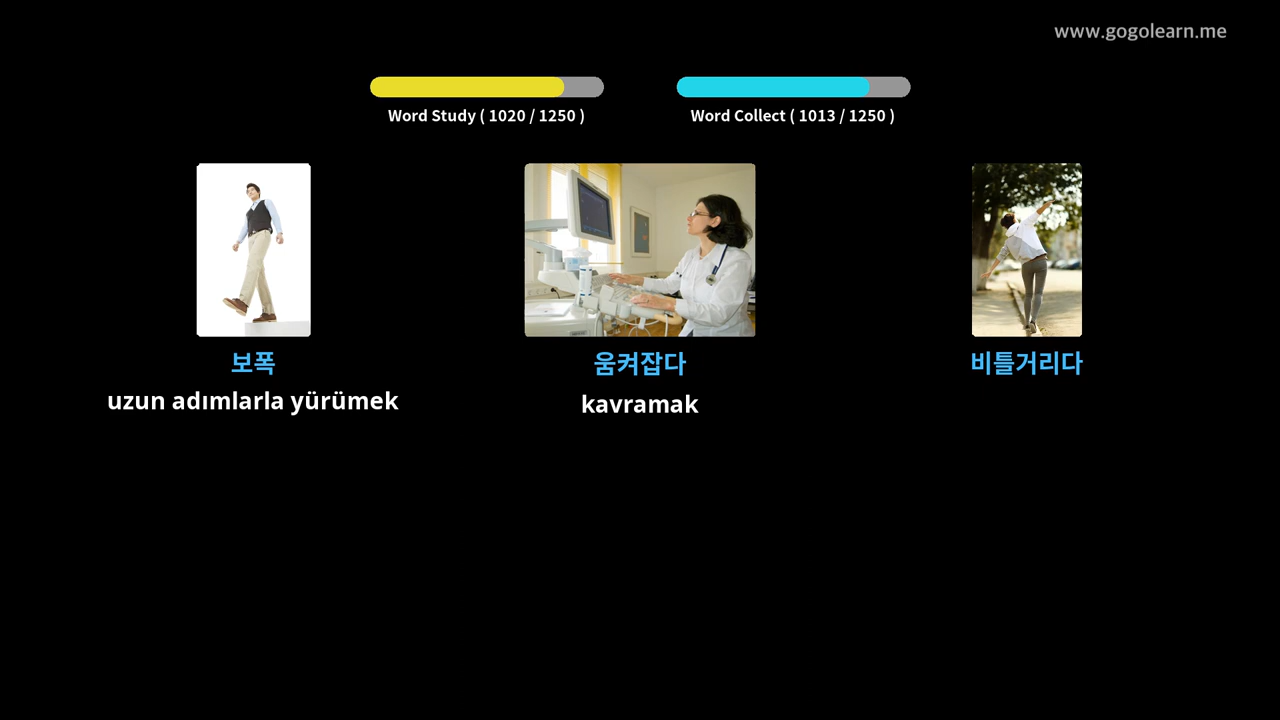 www.gogolearn.me
Word Study ( 1020 / 1250 )
Word Collect ( 1013 / 1250 )
보폭
움켜잡다
비틀거리다
uzun adımlarla yürümek
kavramak